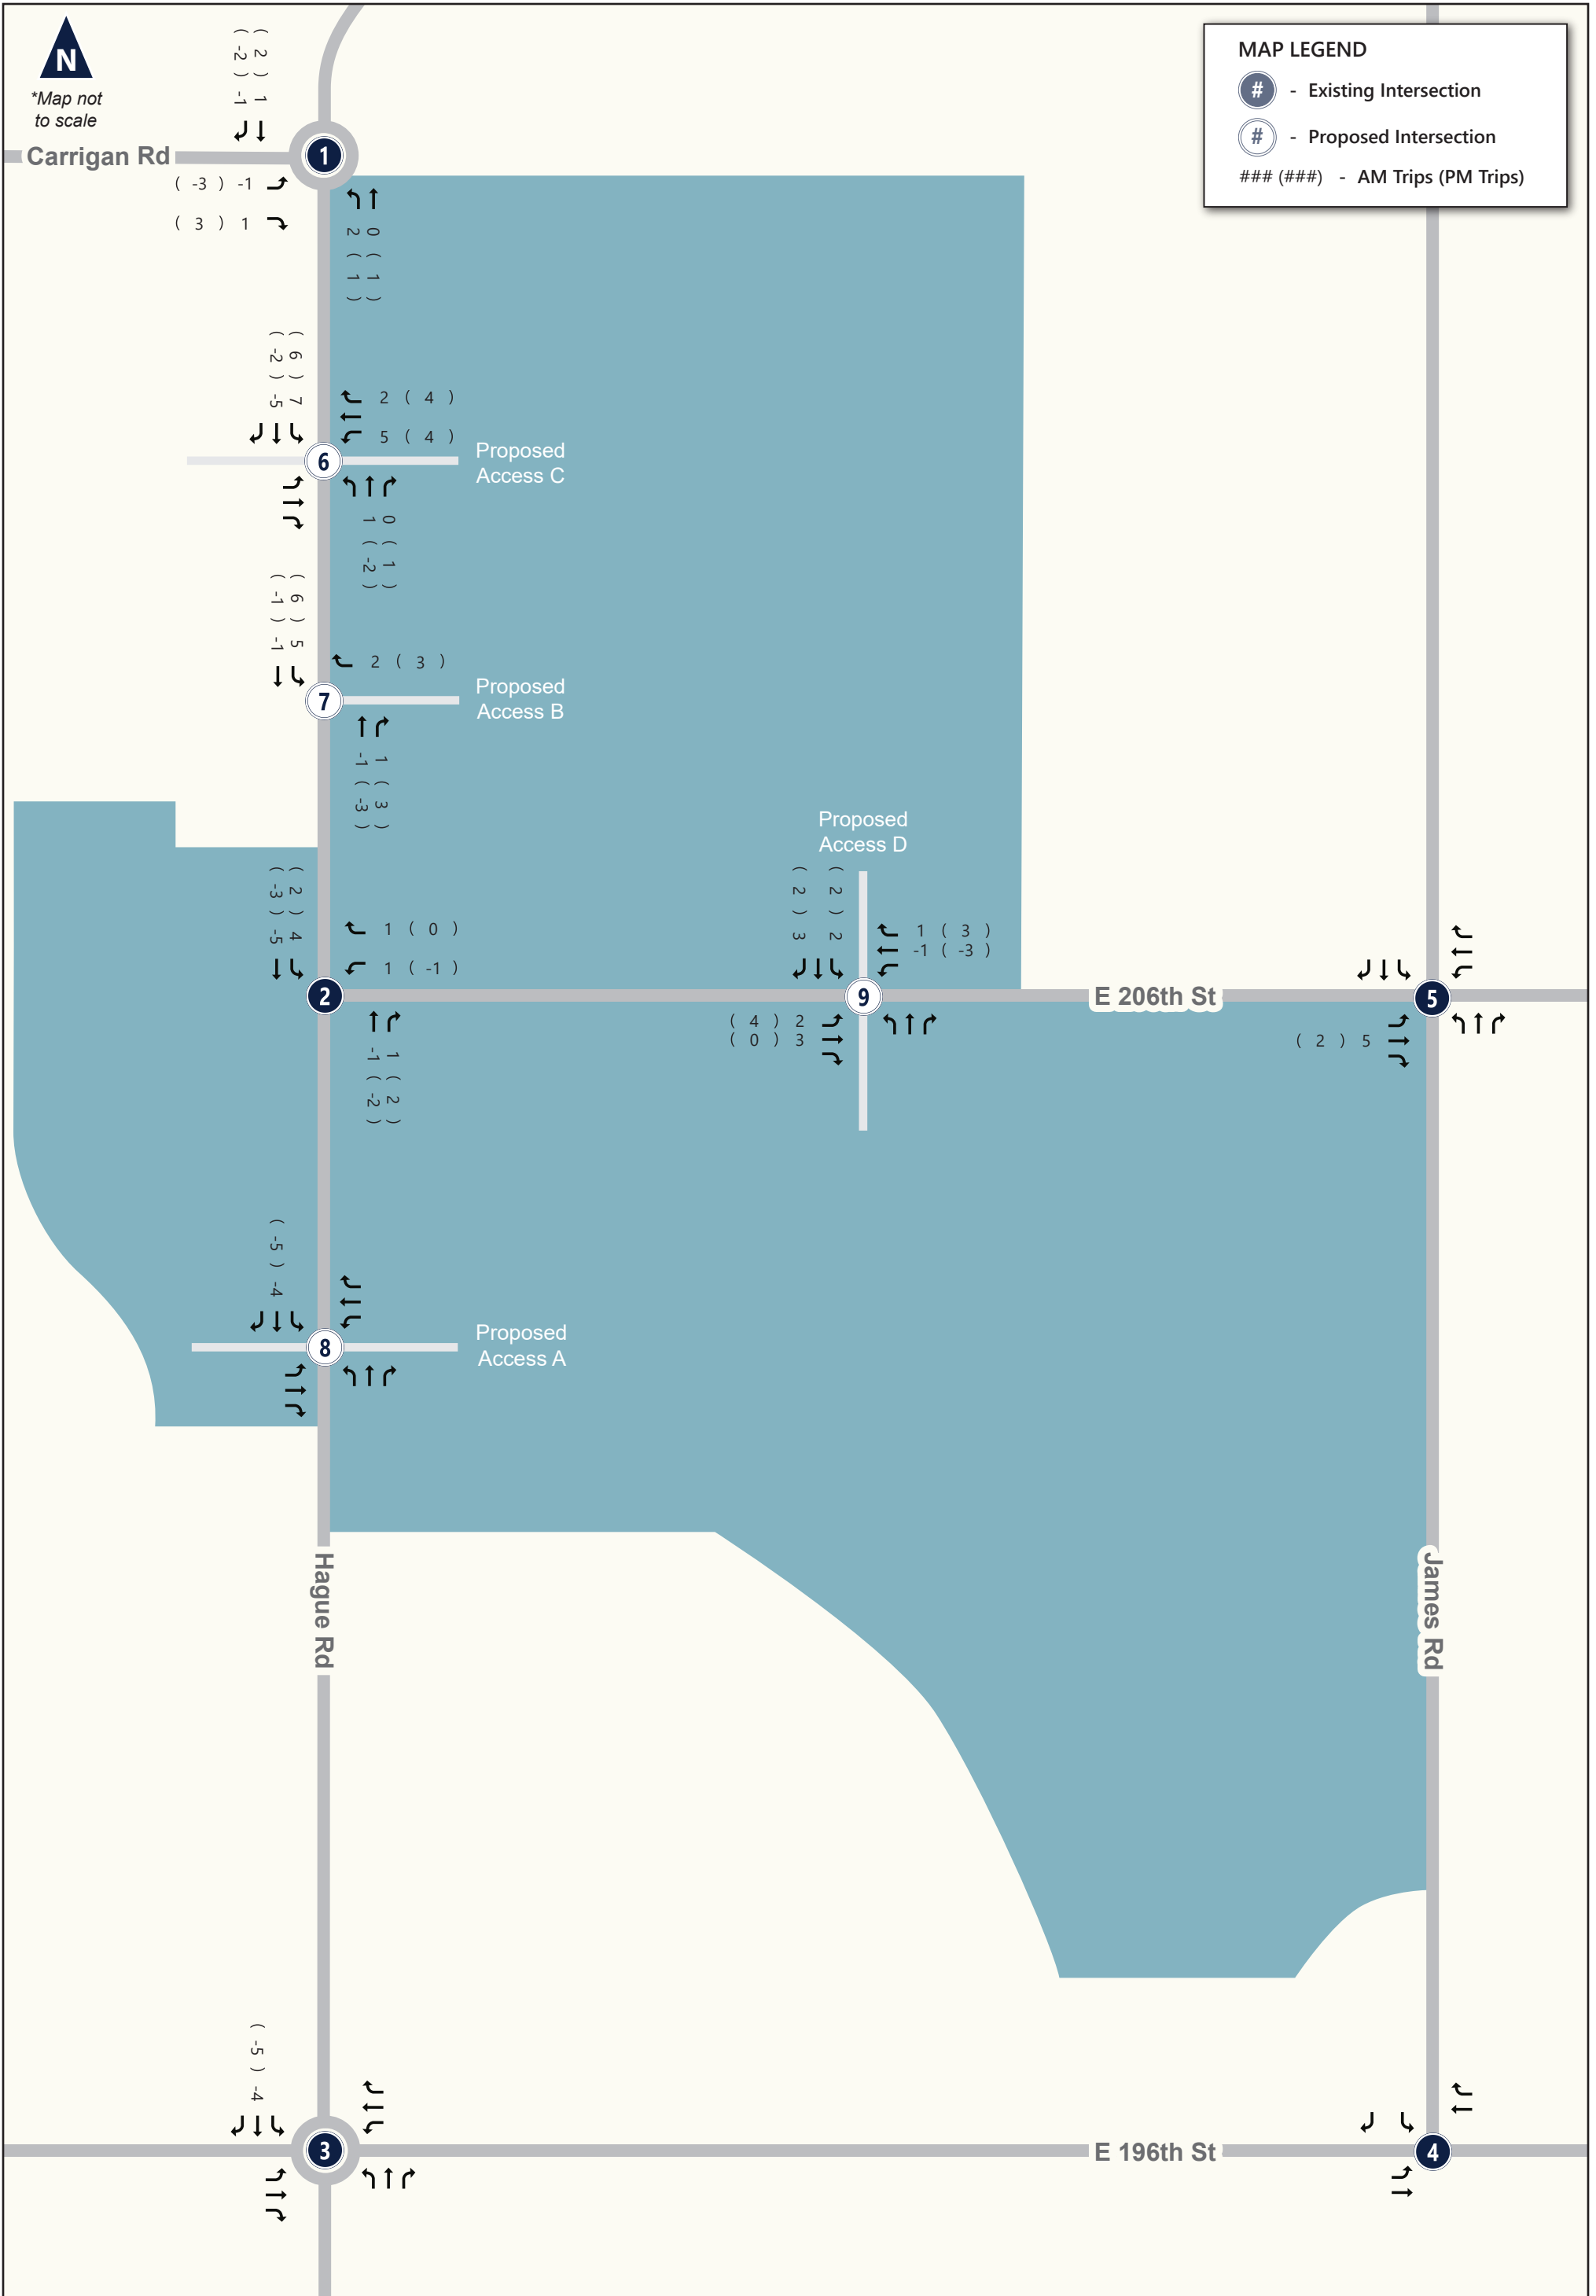 N
*Map not
to scale
MAP LEGEND
# - Existing Intersection
# - Proposed Intersection
### (###) - AM Trips (PM Trips)
( 2 ) 1
( -2 ) -1
Carrigan Rd
1
( -3 ) -1
( 3 ) 1
0 ( 1 )
2 ( 1 )
( 6 ) 7
( -2 ) -5
2 ( 4 )
5 ( 4 )
6
Proposed
Access C
0 ( 1 )
1 ( -2 )
( 6 ) 5
( -1 ) -1
2 ( 3 )
7
Proposed
Access B
1 ( 3 )
-1 ( -3 )
Proposed
Access D
( 2 ) 4
( -3 ) -5
1 ( 0 )
1 ( -1 )
( 2 ) 2
( 2 ) 3
1 ( 3 )
-1 ( -3 )
2
9
E 206th St
5
( 4 ) 2
( 0 ) 3
( 2 ) 5
1 ( 2 )
-1 ( -2 )
( -5 ) -4
8
Proposed
Access A
Hague Rd
James Rd
( -5 ) -4
3
E 196th St
4